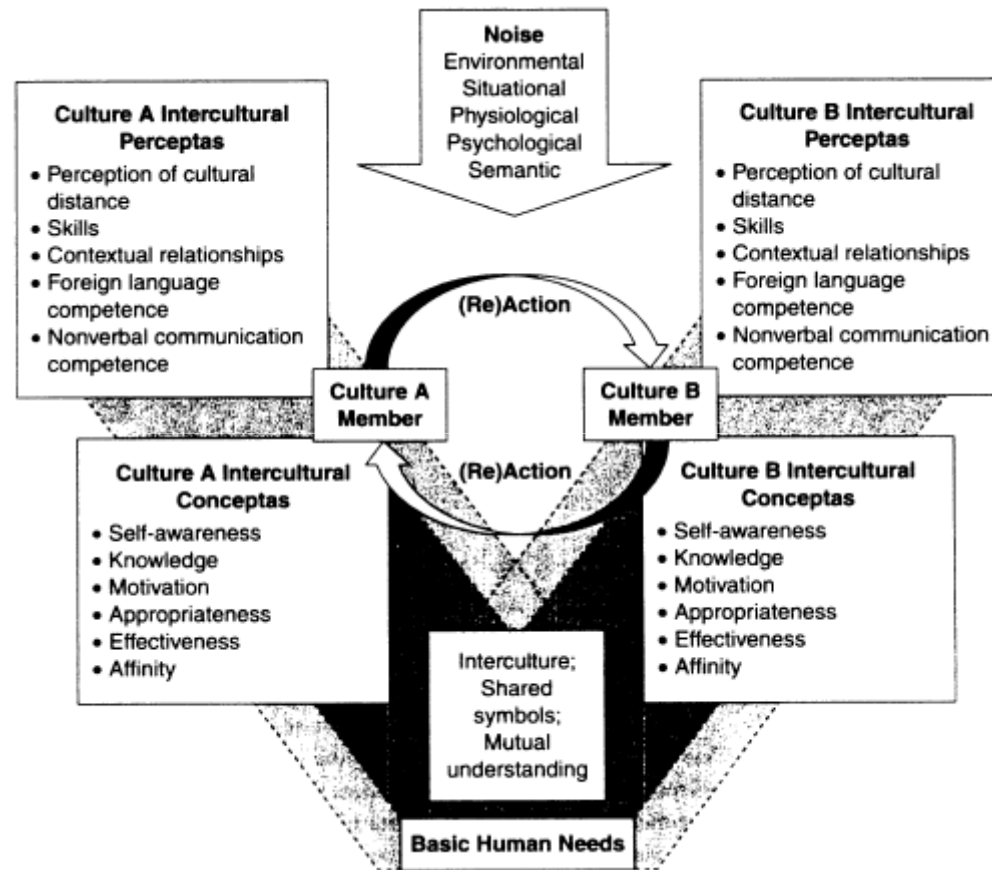 Noise
Environmental
Situational
Physiological
Psychological
Semantic
Culture A Intercultural
Perceptas
• Perception of cultural
distance
• Skills
• Contextual relationships
• Foreign language
competence
• Nonverbal communication
competence
Culture B Intercultural
Perceptas
• Perception of cultural
distance
• Skills
• Contextual relationships
• Foreign language
competence
• Nonverbal communication
competence
(Re)Action
Culture A
Member
Culture B
Member
(Re)Action
Culture A Intercultural
Conceptas
• Self-awareness
• Knowledge
• Motivation
• Appropriateness
• Effectiveness
• Affinity
Culture B Intercultural
Conceptas
• Self-awareness
• Knowledge
• Motivation
• Appropriateness
• Effectiveness
• Affinity
Interculture;
Shared
symbols;
Mutual
understanding
Basic Human Needs